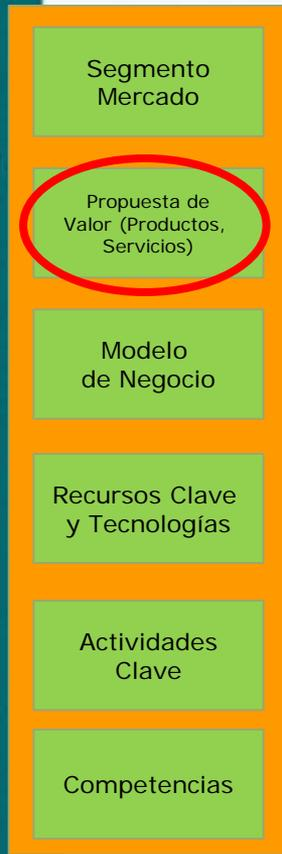 Segmento
Mercado
Propuesta de
Valor (Productos,
Servicios)
Modelo
de Negocio
Recursos Clave
y Tecnologías
Actividades
Clave
Competencias